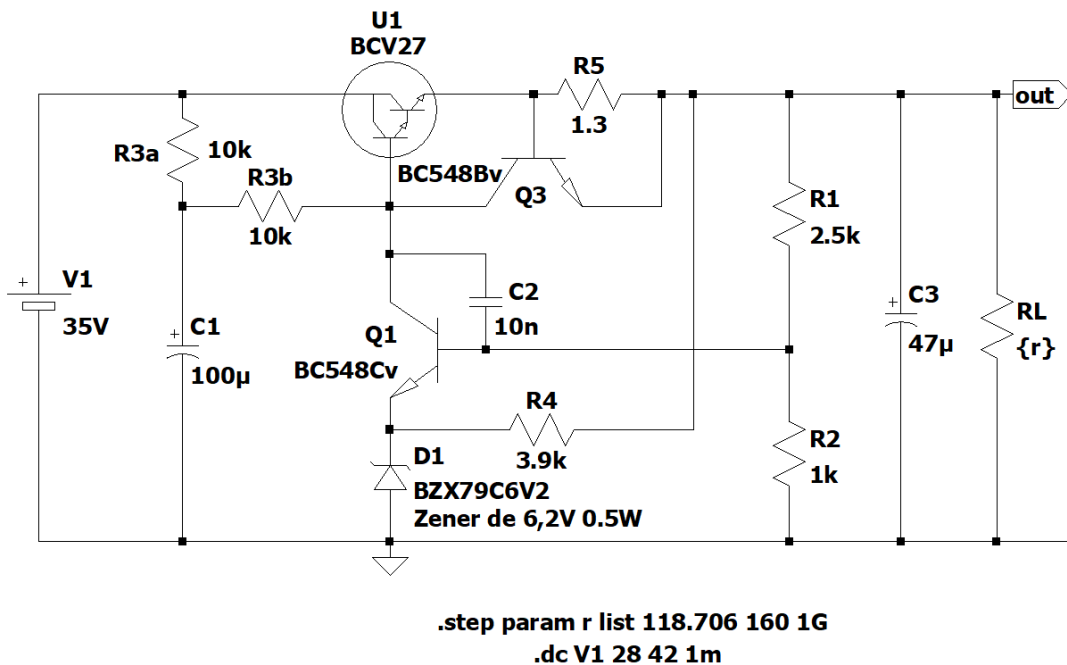 U1
BCV27
R5
1.3
out
R3a
10k
R3b
10k
BC548Bv
Q3
R1
2.5k
V1
35V
C1
100µ
C2
10n
Q1
BC548Cv
C3
47µ
RL
{r}
R4
3.9k
D1
BZX79C6V2
Zener de 6,2V 0.5W
R2
1k
.step param r list 118.706 160 1G
.dc V1 28 42 1m